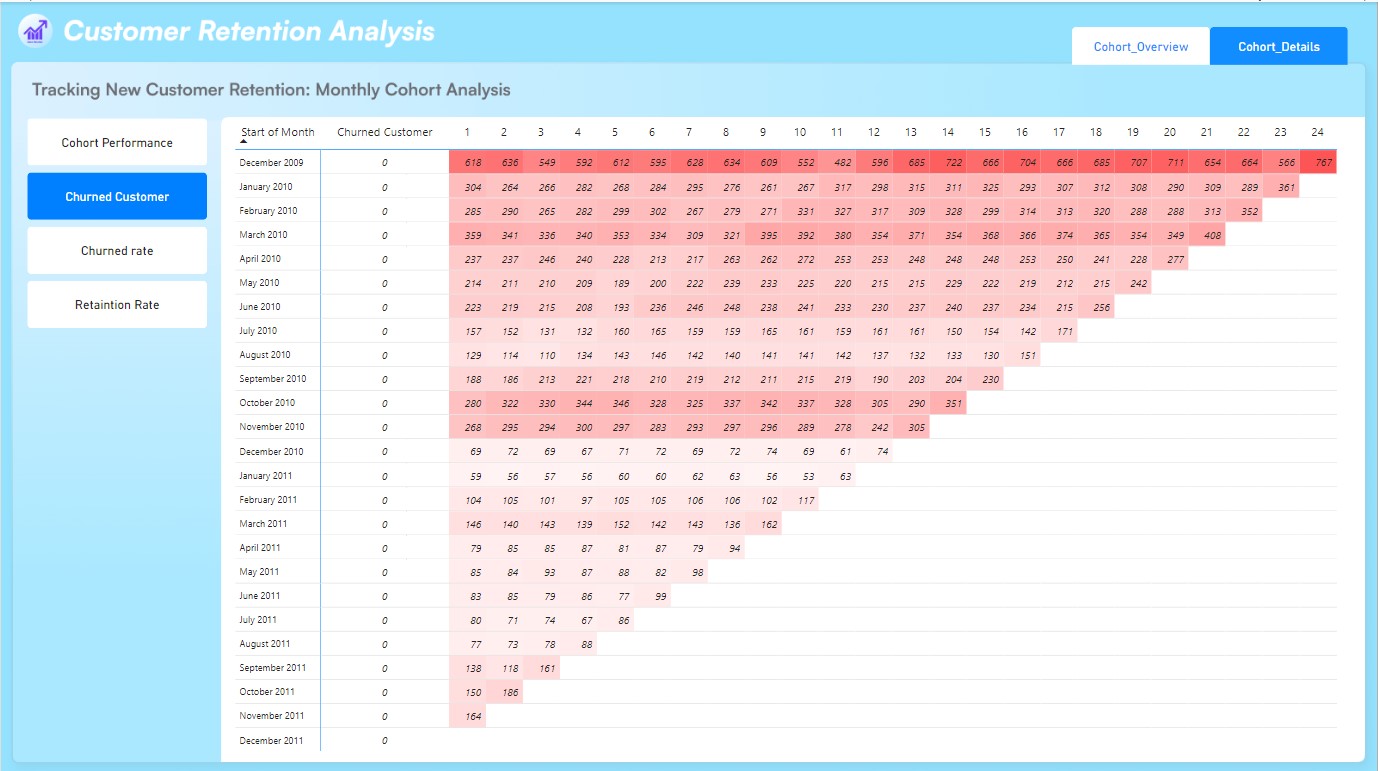 Customer Retention Analysis
Cohort_Overview Cohort_Details
Tracking New Customer Retention: Monthly Cohort Analysis
Cohort Performance
Churned Customer
Churned rate
Retaintion Rate
Start of Month Churned Customer 1 2 3 4 5 6 7 8 9 10 11 12 13 14 15 16 17 18 19 20 21 22 23 24
December 2009 0 618 636 549 592 612 595 628 634 609 552 482 596 685 722 666 704 666 685 707 711 654 664 566 767
January 2010 0 304 264 266 282 268 284 295 276 261 267 317 298 315 311 325 293 307 312 308 290 309 289 361
February 2010 0 285 290 265 282 299 302 267 279 271 331 327 317 309 328 299 314 313 320 288 288 313 352
March 2010 0 359 341 336 340 353 334 309 321 395 392 380 354 371 354 368 366 374 365 354 349 408
April 2010 0 237 237 246 240 228 213 217 263 262 272 253 253 248 248 248 253 250 241 228 277
May 2010 0 214 211 210 209 189 200 222 239 233 225 220 215 215 229 222 219 212 215 242
June 2010 0 223 219 215 208 193 236 246 248 238 241 233 230 237 240 237 234 215 256
July 2010 0 157 152 131 132 160 165 159 159 165 161 159 161 161 150 154 142 171
August 2010 0 129 114 110 134 143 146 142 140 141 141 142 137 132 133 130 151
September 2010 0 188 186 213 221 218 210 219 212 211 215 219 190 203 204 230
October 2010 0 280 322 330 344 346 328 325 337 342 337 328 305 290 351
November 2010 0 268 295 294 300 297 283 293 297 296 289 278 242 305
December 2010 0 69 72 69 67 71 72 69 72 74 69 61 74
January 2011 0 59 56 57 56 60 60 62 63 56 53 63
February 2011 0 104 105 101 97 105 105 106 106 102 117
March 2011 0 146 140 143 139 152 142 143 136 162
April 2011 0 79 85 85 87 81 87 79 94
May 2011 0 85 84 93 87 88 82 98
June 2011 0 83 85 79 86 77 99
July 2011 0 80 71 74 67 86
August 2011 0 77 73 78 88
September 2011 0 138 118 161
October 2011 0 150 186
November 2011 0 164
December 2011 0